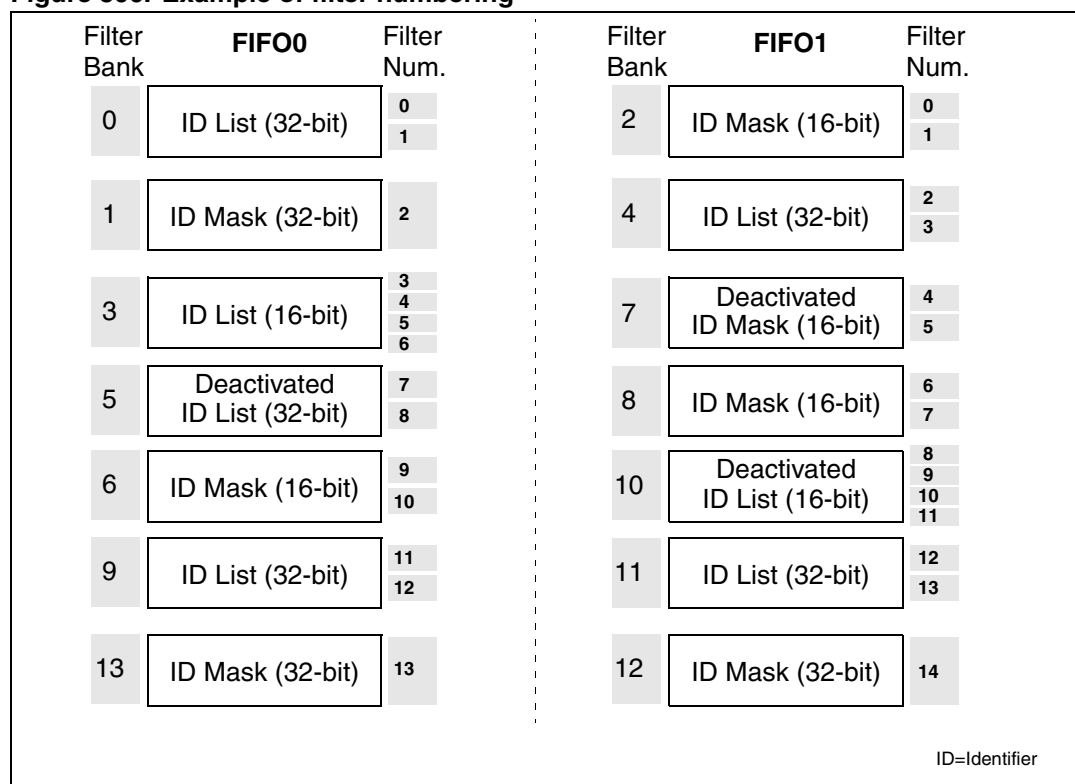 Filter Bank FIFO0 Filter Num.
0 ID List (32-bit) 0 1
1 ID Mask (32-bit) 2
3 ID List (16-bit) 3 4 5 6
5 Deactivated ID List (32-bit) 7 8
6 ID Mask (16-bit) 9 10
9 ID List (32-bit) 11 12
13 ID Mask (32-bit) 13
Filter Bank FIFO1 Filter Num.
2 ID Mask (16-bit) 0 1
4 ID List (32-bit) 2 3
7 Deactivated ID Mask (16-bit) 4 5
8 ID Mask (16-bit) 6 7
10 Deactivated ID List (16-bit) 8 9 10 11
11 ID List (32-bit) 12 13
12 ID Mask (32-bit) 14
ID=Identifier